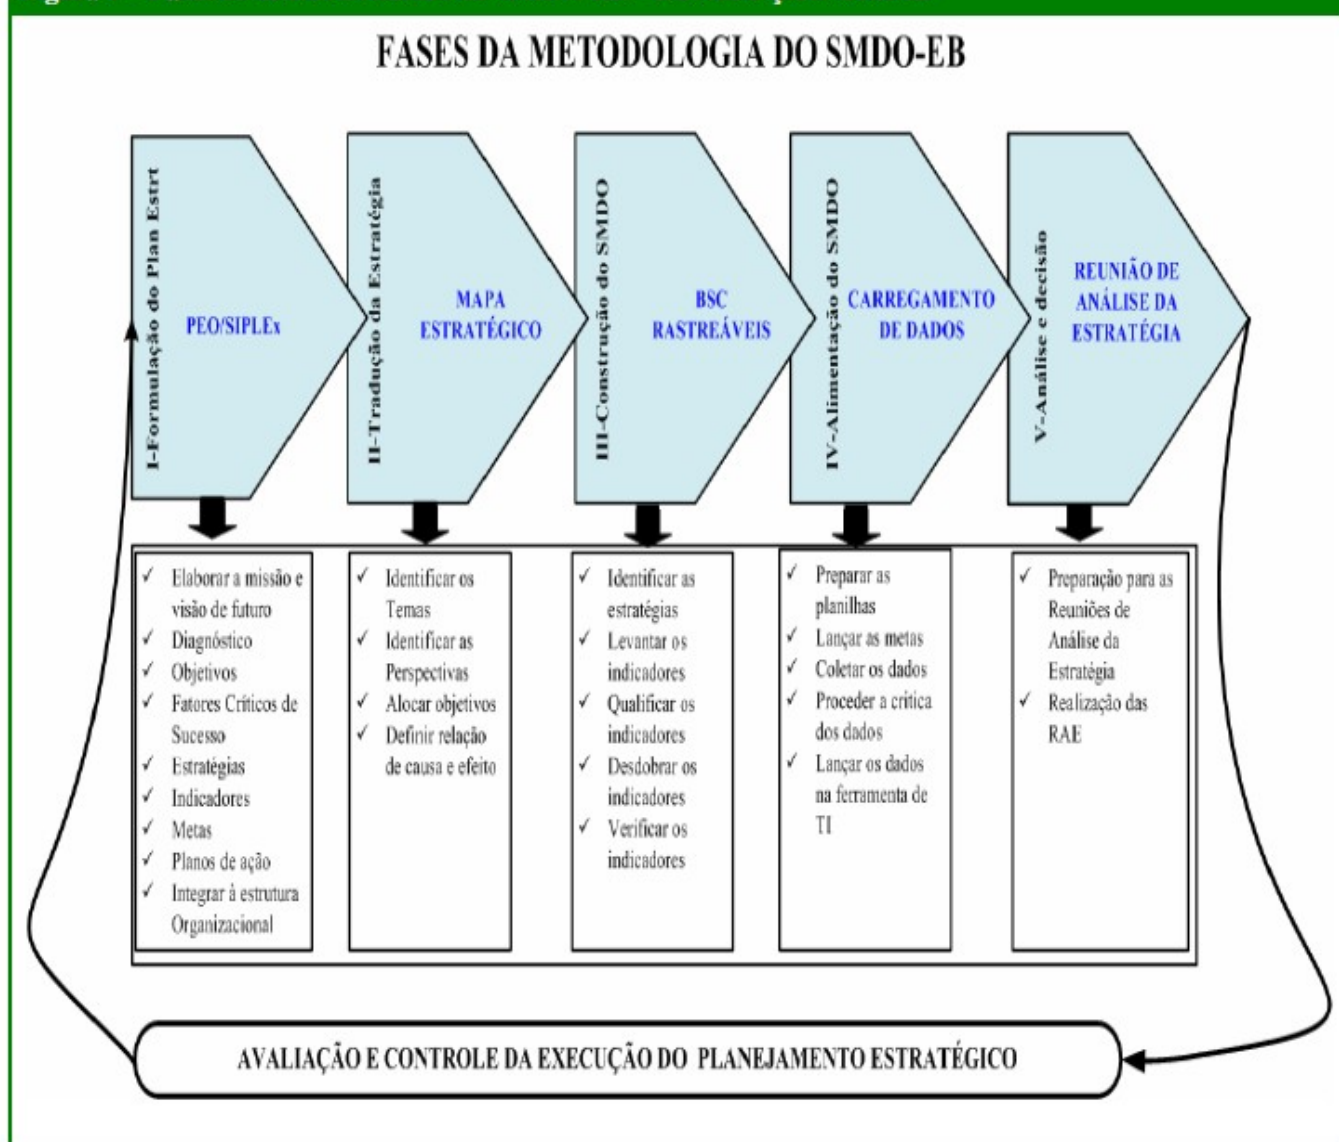 FASES DA METODOLOGIA DO SMDO-EB
I-Formulação do Plan Estrt
PEO/SIPLEx
II-Tradução da Estratégia
MAPA
ESTRATÉGICO
III-Construção do SMDO
BSC
RASTREÁVEIS
IV-Alimentação do SMDO
CARREGAMENTO
DE DADOS
V-Análise e decisão
REUNIÃO DE
ANÁLISE DA
ESTRATÉGIA
✓ Elaborar a missão e
visão de futuro
✓ Diagnóstico
✓ Objetivos
✓ Fatores Críticos de
Sucesso
✓ Estratégias
✓ Indicadores
✓ Metas
✓ Planos de ação
✓ Integrar à estrutura
Organizacional
✓ Identificar os
Temas
✓ Identificar as
Perspectivas
✓ Alocar objetivos
✓ Definir relação
de causa e efeito
✓ Identificar as
estratégias
✓ Levantar os
indicadores
✓ Qualificar os
indicadores
✓ Desdobrar os
indicadores
✓ Verificar os
indicadores
✓ Preparar as
planilhas
✓ Lançar as metas
✓ Coletar os dados
✓ Proceder a critica
dos dados
✓ Lançar os dados
na ferramenta de
TI
✓ Preparação para as
Reuniões de
Análise da
Estratégia
✓ Realização das
RAE
AVALIAÇÃO E CONTROLE DA EXECUÇÃO DO PLANEJAMENTO ESTRATÉGICO